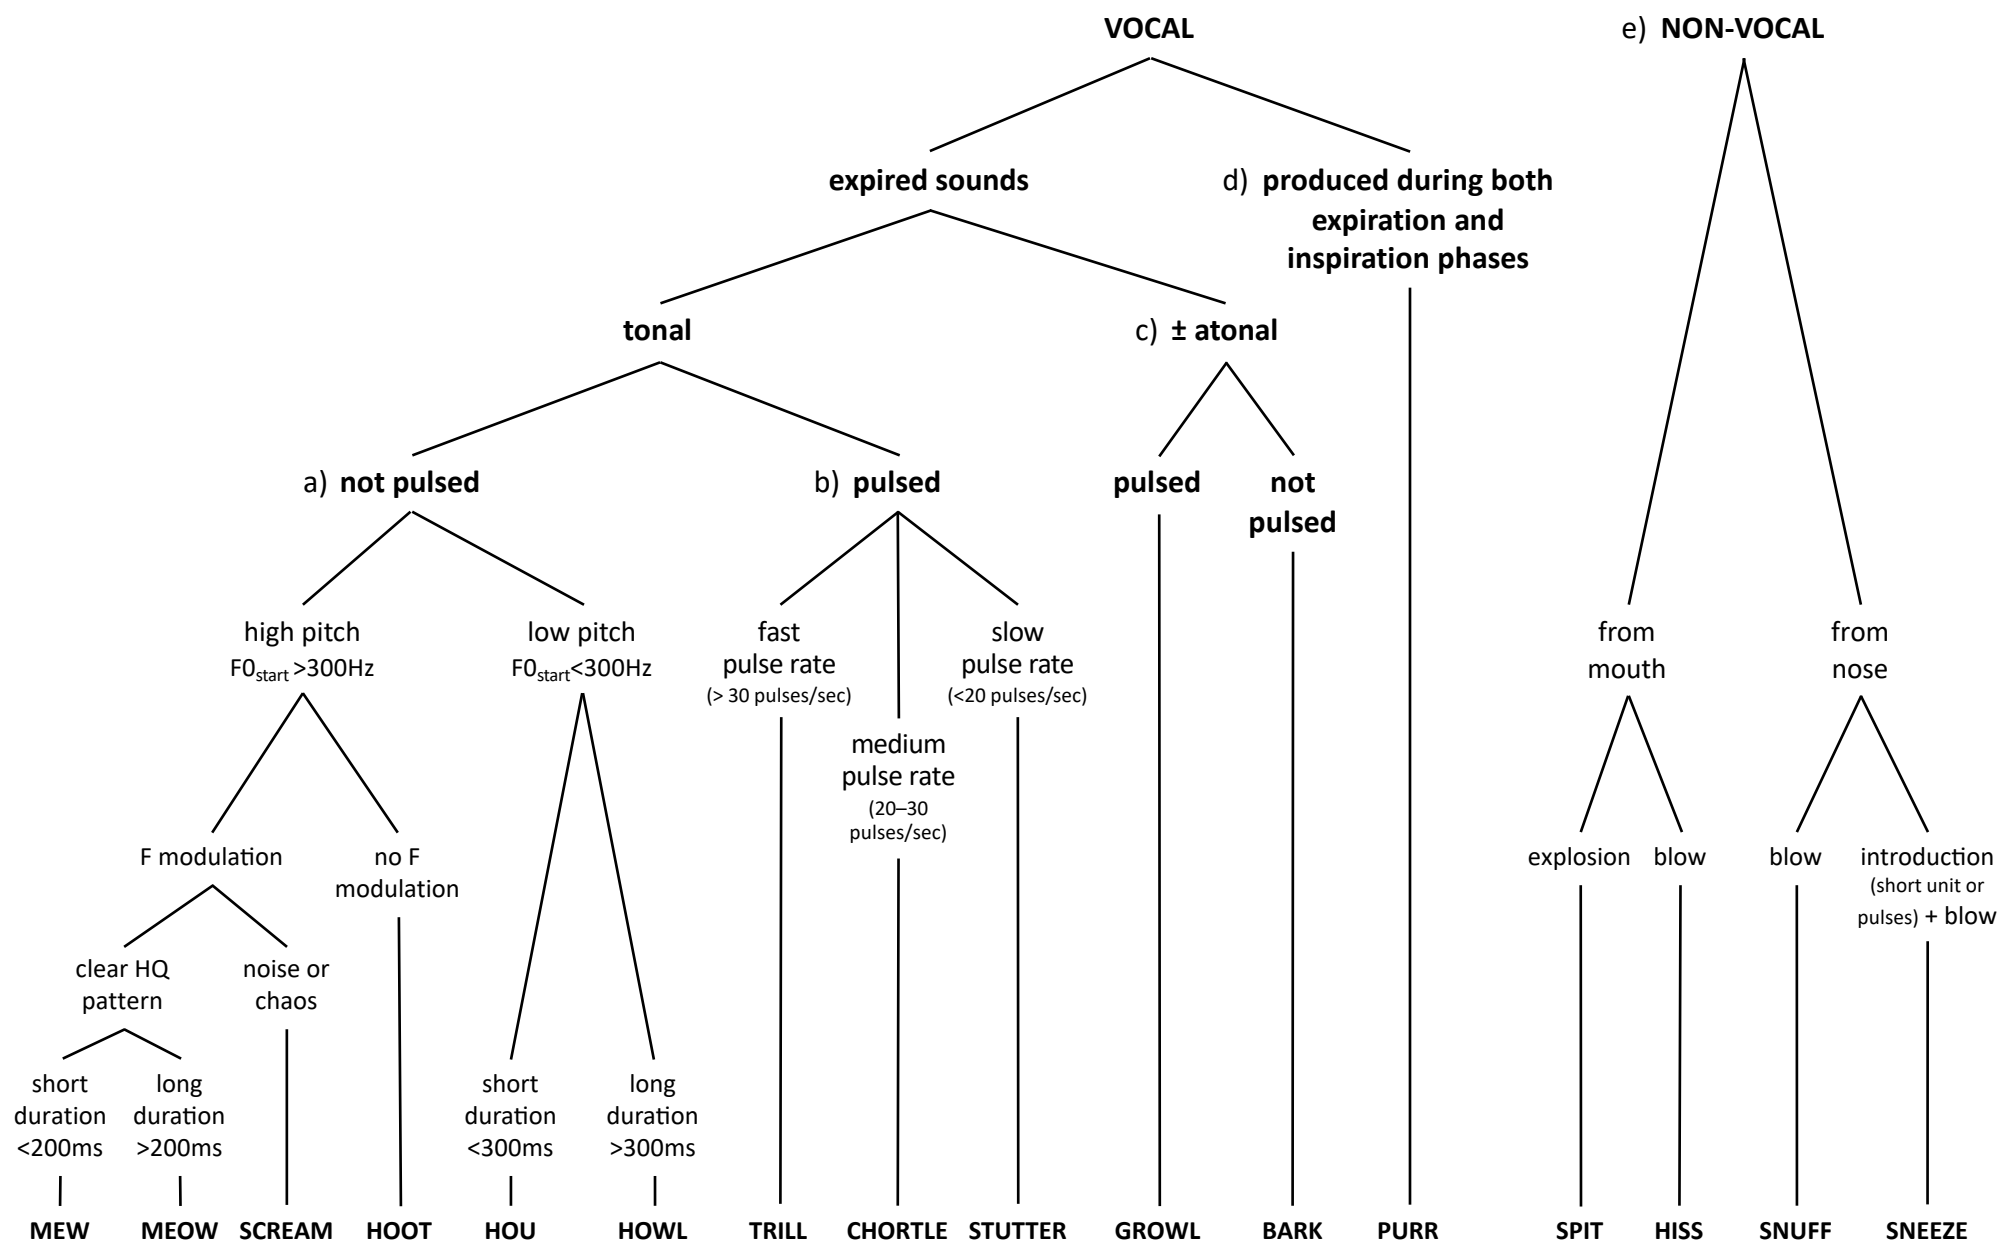 VOCAL
e) NON-VOCAL
expired sounds
d) produced during both
expiration and
inspiration phases
tonal
c) ± atonal
a) not pulsed
b) pulsed
pulsed
not
pulsed
high pitch
F0start >300Hz
low pitch
F0start<300Hz
fast
pulse rate
(> 30 pulses/sec)
medium
pulse rate
(20–30
pulses/sec)
slow
pulse rate
(<20 pulses/sec)
from
mouth
from
nose
F modulation
no F
modulation
explosion
blow
blow
introduction
(short unit or
pulses) + blow
clear HQ
pattern
noise or
chaos
short
duration
<200ms
long
duration
>200ms
short
duration
<300ms
long
duration
>300ms
MEW
MEOW
SCREAM
HOOT
HOU
HOWL
TRILL
CHORTLE
STUTTER
GROWL
BARK
PURR
SPIT
HISS
SNUFF
SNEEZE